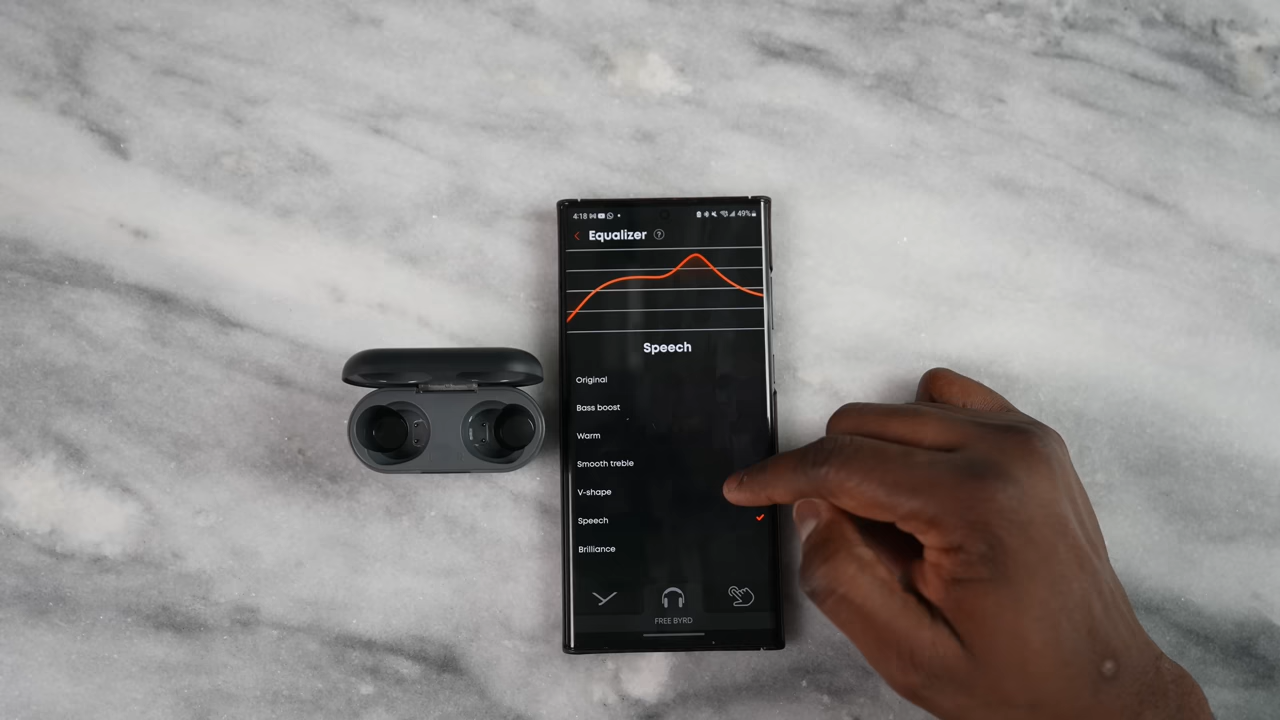 4:18 49%
Equalizer ?
Speech
Original
Bass boost
Warm
Smooth treble
V-shape
Speech
Brilliance
FREE BYRD